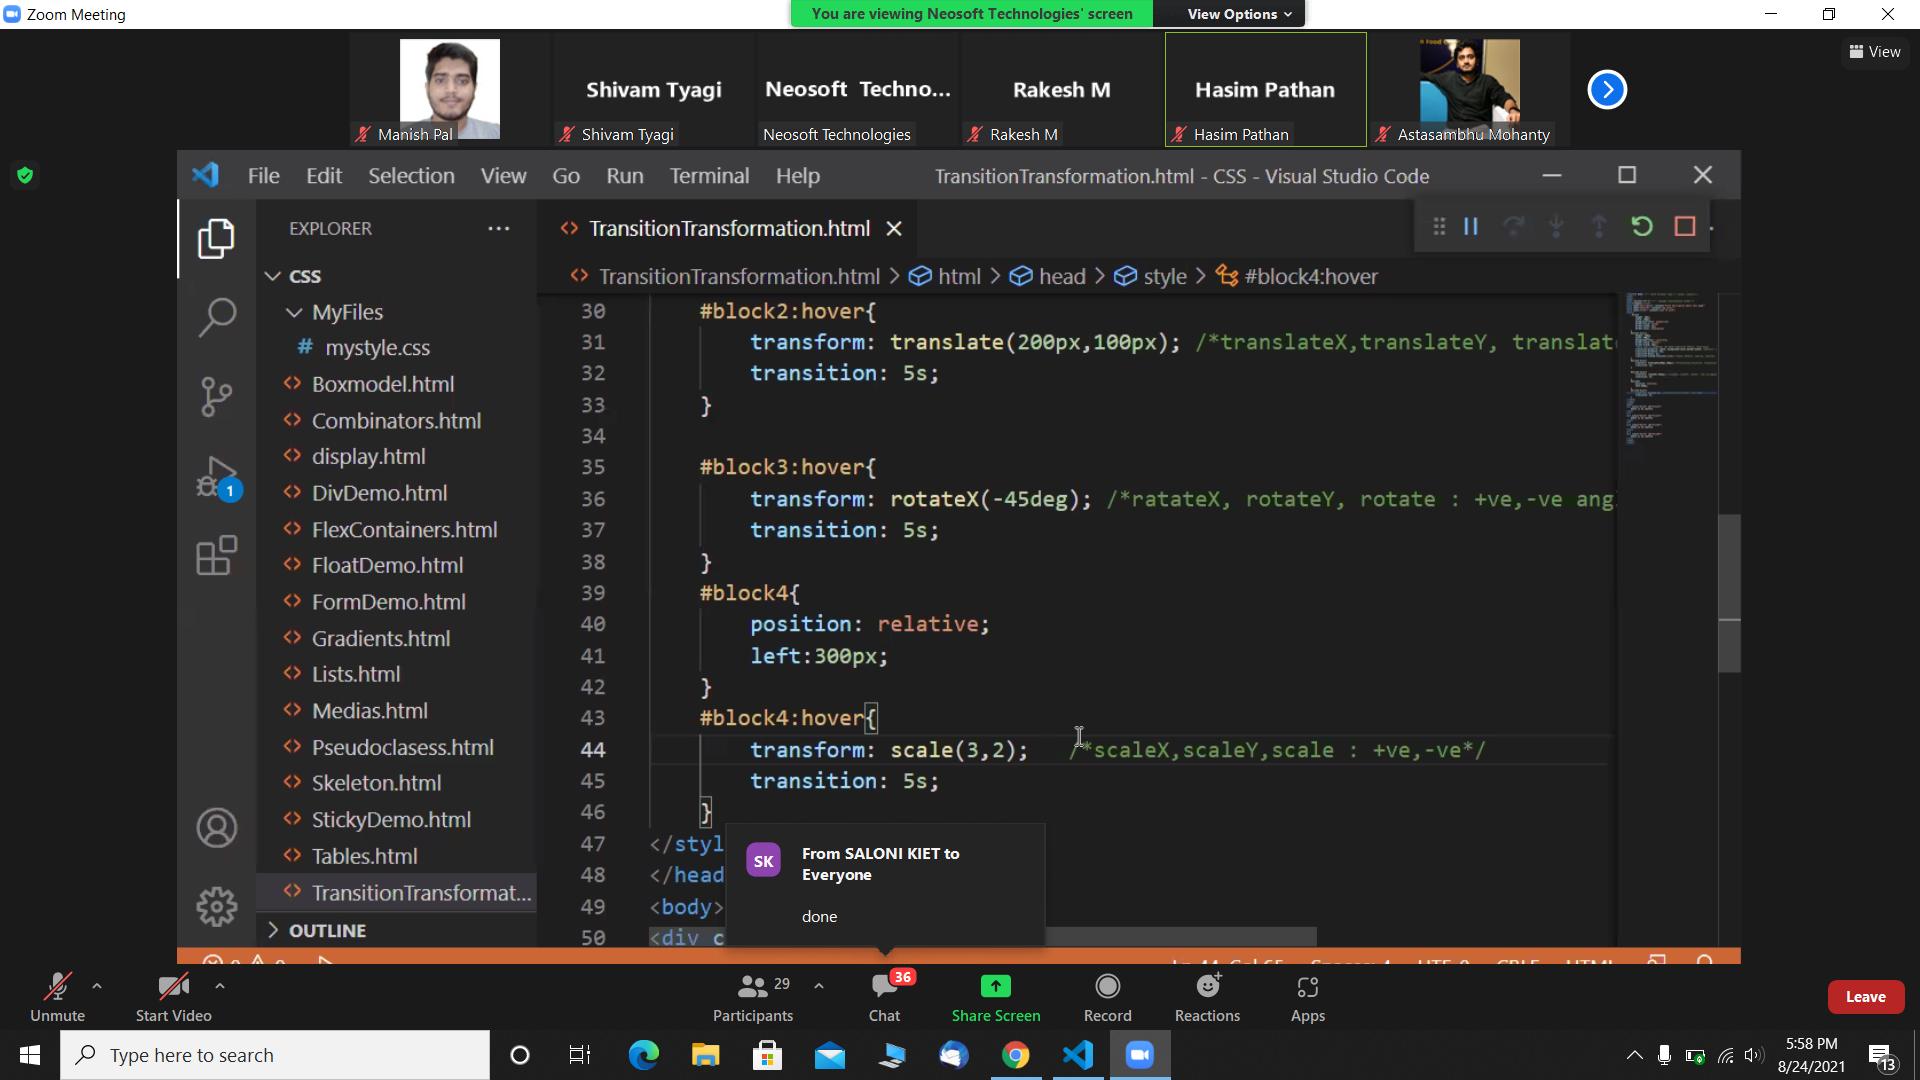 Zoom Meeting
You are viewing Neosoft Technologies' screen
View Options
View
Shivam Tyagi
Neosoft Techno...
Rakesh M
Hasim Pathan
Manish Pal
Shivam Tyagi
Neosoft Technologies
Rakesh M
Hasim Pathan
Astasambhu Mohanty
File Edit Selection View Go Run Terminal Help
TransitionTransformation.html - CSS - Visual Studio Code
EXPLORER ...
CSS
MyFiles
# mystyle.css
<> Boxmodel.html
<> Combinators.html
<> display.html
<> DivDemo.html
<> FlexContainers.html
<> FloatDemo.html
<> FormDemo.html
<> Gradients.html
<> Lists.html
<> Medias.html
<> Pseudoclasess.html
<> Skeleton.html
<> StickyDemo.html
<> Tables.html
<> TransitionTransformat...
OUTLINE
1
<> TransitionTransformation.html
<> TransitionTransformation.html > html > head > style > #block4:hover
30 #block2:hover{
31 transform: translate(200px,100px); /*translateX,translateY, translat
32 transition: 5s;
33 }
34
35 #block3:hover{
36 transform: rotateX(-45deg); /*ratateX, rotateY, rotate : +ve,-ve ang
37 transition: 5s;
38 }
39 #block4{
40 position: relative;
41 left:300px;
42 }
43 #block4:hover{
44 transform: scale(3,2); /*scaleX,scaleY,scale : +ve,-ve*/
45 transition: 5s;
46 }
47 </styl
48 </head
49 <body>
50 <div c
SK
From SALONI KIET to
Everyone
done
Unmute
Start Video
29
Participants
36
Chat
Share Screen
Record
Reactions
Apps
Leave
Type here to search
5:58 PM
8/24/2021
13